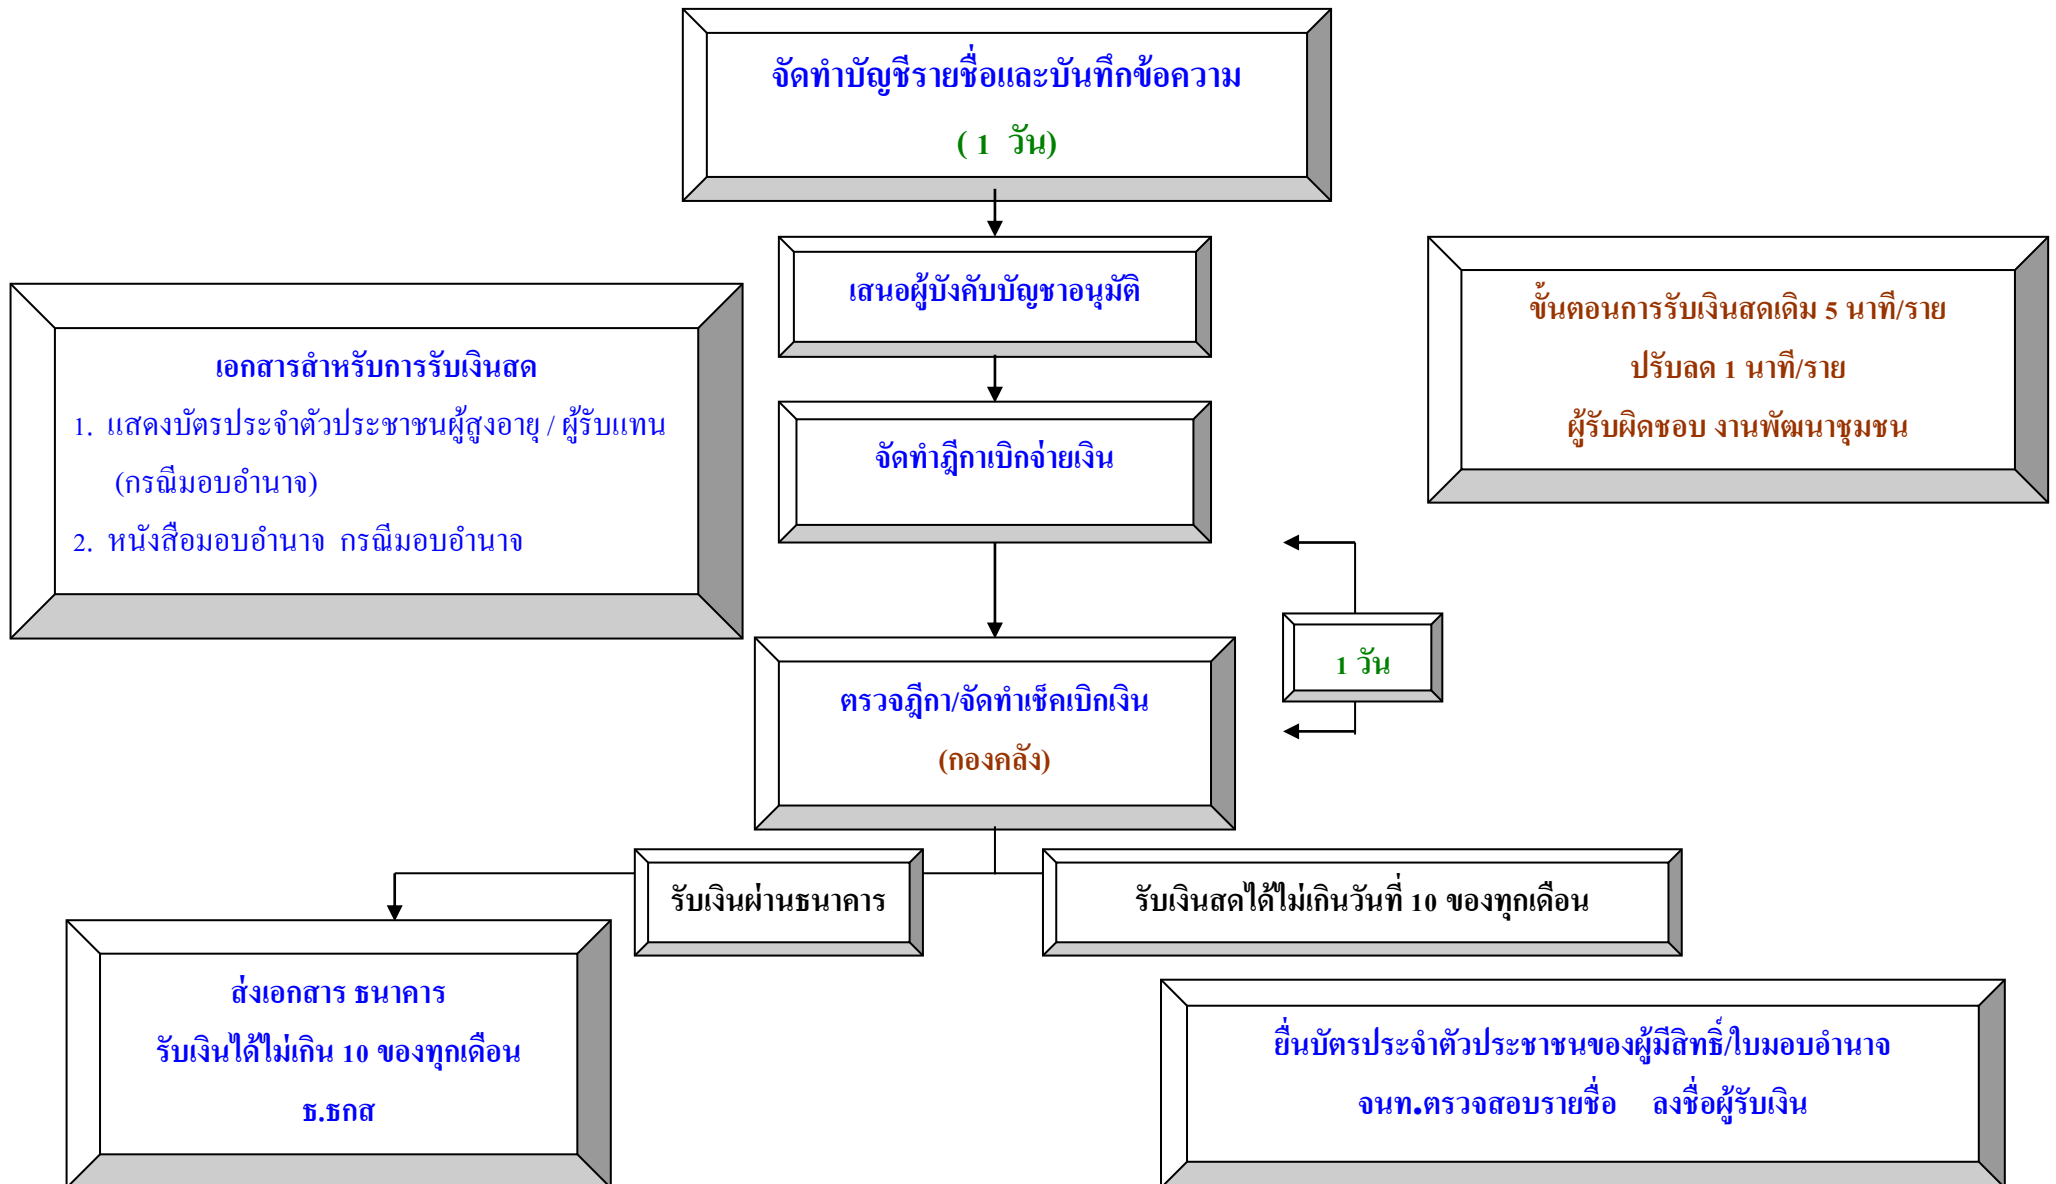 จัดทำบัญชีรายชื่อและบันทึกข้อความ
( 1 วัน)
เสนอผู้บังคับบัญชาอนุมัติ
ขั้นตอนการรับเงินสดเดิม 5 นาที/ราย
ปรับลด 1 นาที/ราย
ผู้รับผิดชอบ งานพัฒนาชุมชน
เอกสารสำหรับการรับเงินสด
1. แสดงบัตรประจำตัวประชาชนผู้สูงอายุ / ผู้รับแทน
(กรณีมอบอำนาจ)
2. หนังสือมอบอำนาจ กรณีมอบอำนาจ
จัดทำฎีกาเบิกจ่ายเงิน
1 วัน
ตรวจฎีกา/จัดทำเช็คเบิกเงิน
(กองคลัง)
รับเงินผ่านธนาคาร
รับเงินสดได้ไม่เกินวันที่ 10 ของทุกเดือน
ส่งเอกสาร ธนาคาร
รับเงินได้ไม่เกิน 10 ของทุกเดือน
ธ.ธกส
ยื่นบัตรประจำตัวประชาชนของผู้มีสิทธิ์/ใบมอบอำนาจ
จนท.ตรวจสอบรายชื่อ ลงชื่อผู้รับเงิน